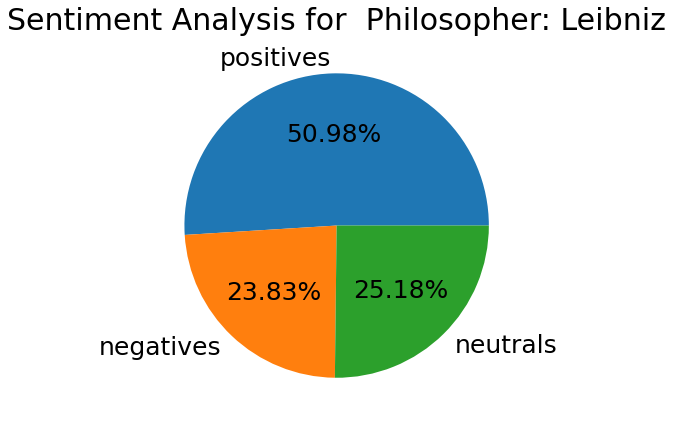 Sentiment Analysis for  Philosopher: Leibniz
positives
50.98%
23.83%
25.18%
negatives
neutrals